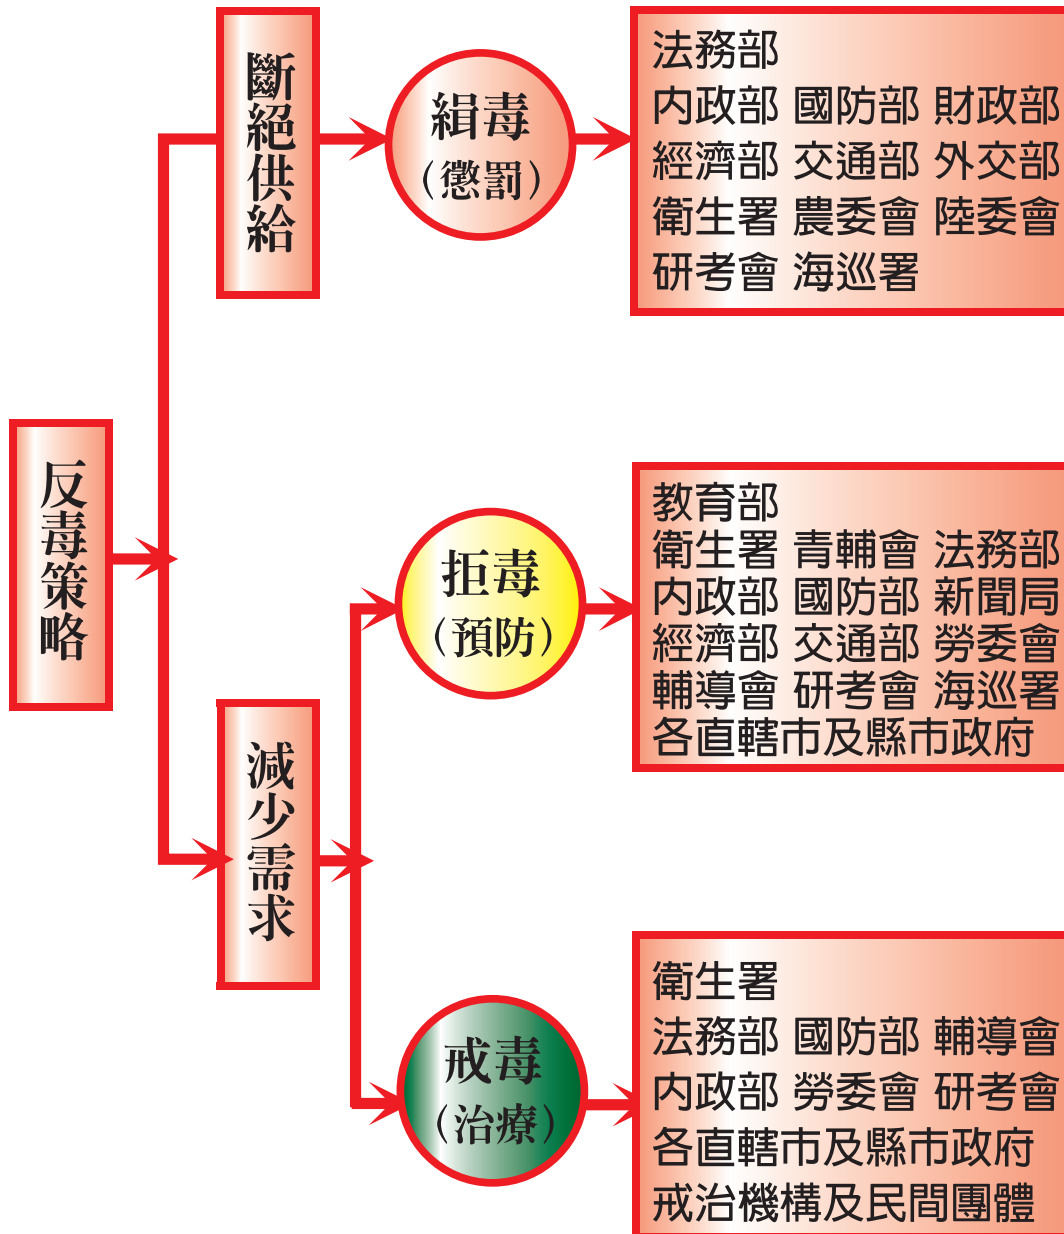 反毒策略
斷絕供給
緝毒
（懲罰）
法務部
內政部 國防部 財政部
經濟部 交通部 外交部
衛生署 農委會 陸委會
研考會 海巡署
減少需求
拒毒
（預防）
教育部
衛生署 青輔會 法務部
內政部 國防部 新聞局
經濟部 交通部 勞委會
輔導會 研考會 海巡署
各直轄市及縣市政府
戒毒
（治療）
衛生署
法務部 國防部 輔導會
內政部 勞委會 研考會
各直轄市及縣市政府
戒治機構及民間團體